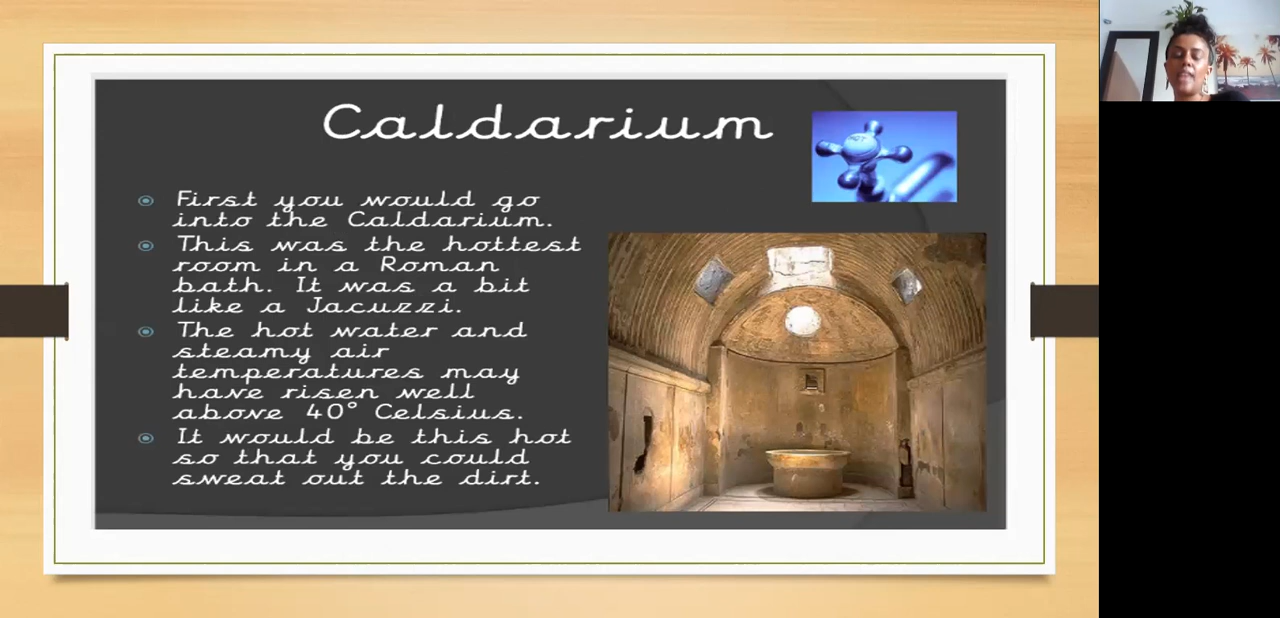 Caldarium
First you would go
into the Caldarium.
This was the hottest
room in a Roman
bath. It was a bit
like a Jacuzzi.
The hot water and
steamy air
temperatures may
have risen well
above 40° Celsius.
It would be this hot
so that you could
sweat out the dirt.